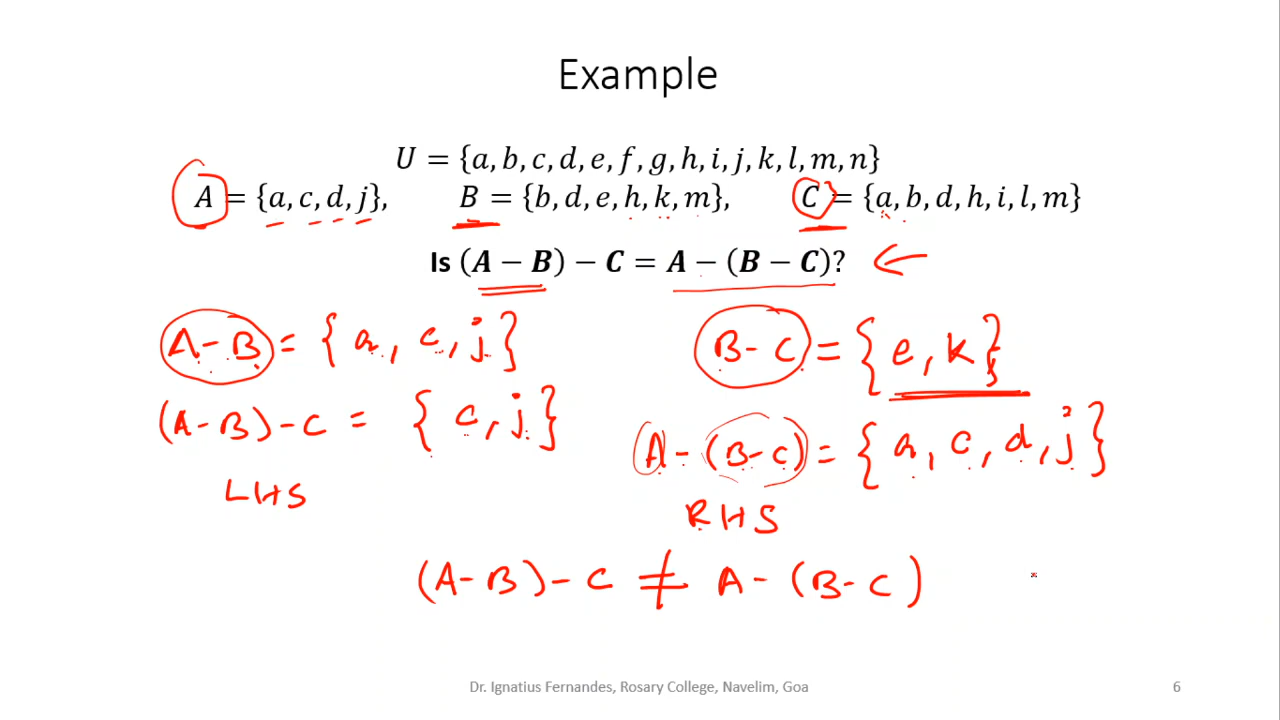 Example
U = {a, b, c, d, e, f, g, h, i, j, k, l, m, n}
A = {a, c, d, j}, B = {b, d, e, h, k, m}, C = {a, b, d, h, i, l, m}
Is (A − B) − C = A − (B − C)?
A - B = {a, c, j}
B - C = {e, k}
(A - B) - C = {c, j}
A - (B - C) = {a, c, d, j}
LHS
RHS
(A - B) - C ≠ A - (B - C)
Dr. Ignatius Fernandes, Rosary College, Navelim, Goa
6